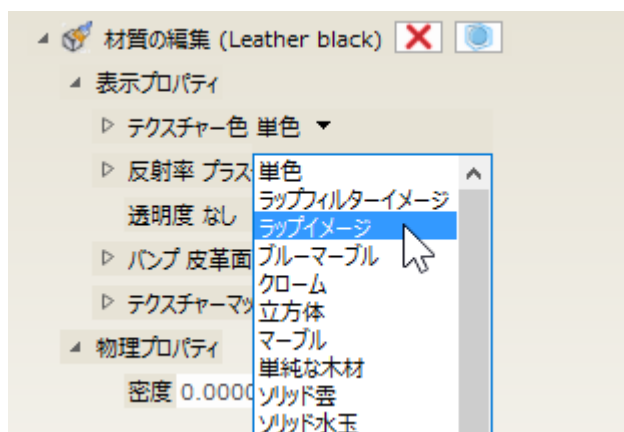 材質の編集 (Leather black)
表示プロパティ
テクスチャー色 単色
反射率 プラス
透明度 なし
バンプ 皮革面
テクスチャーマッ
物理プロパティ
密度 0.0000
単色
ラップフィルターイメージ
ラップイメージ
ブルーマーブル
クローム
立方体
マーブル
単純な木材
ソリッド雲
ソリッド水玉